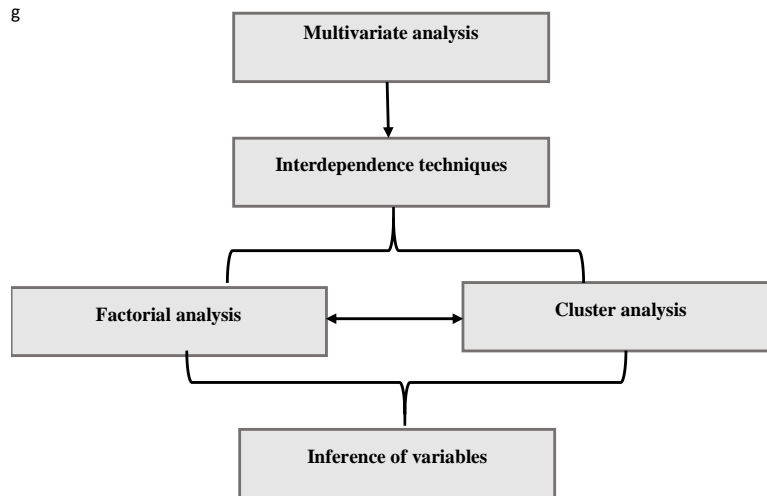 g
Multivariate analysis
Interdependence techniques
Factorial analysis
Cluster analysis
Inference of variables